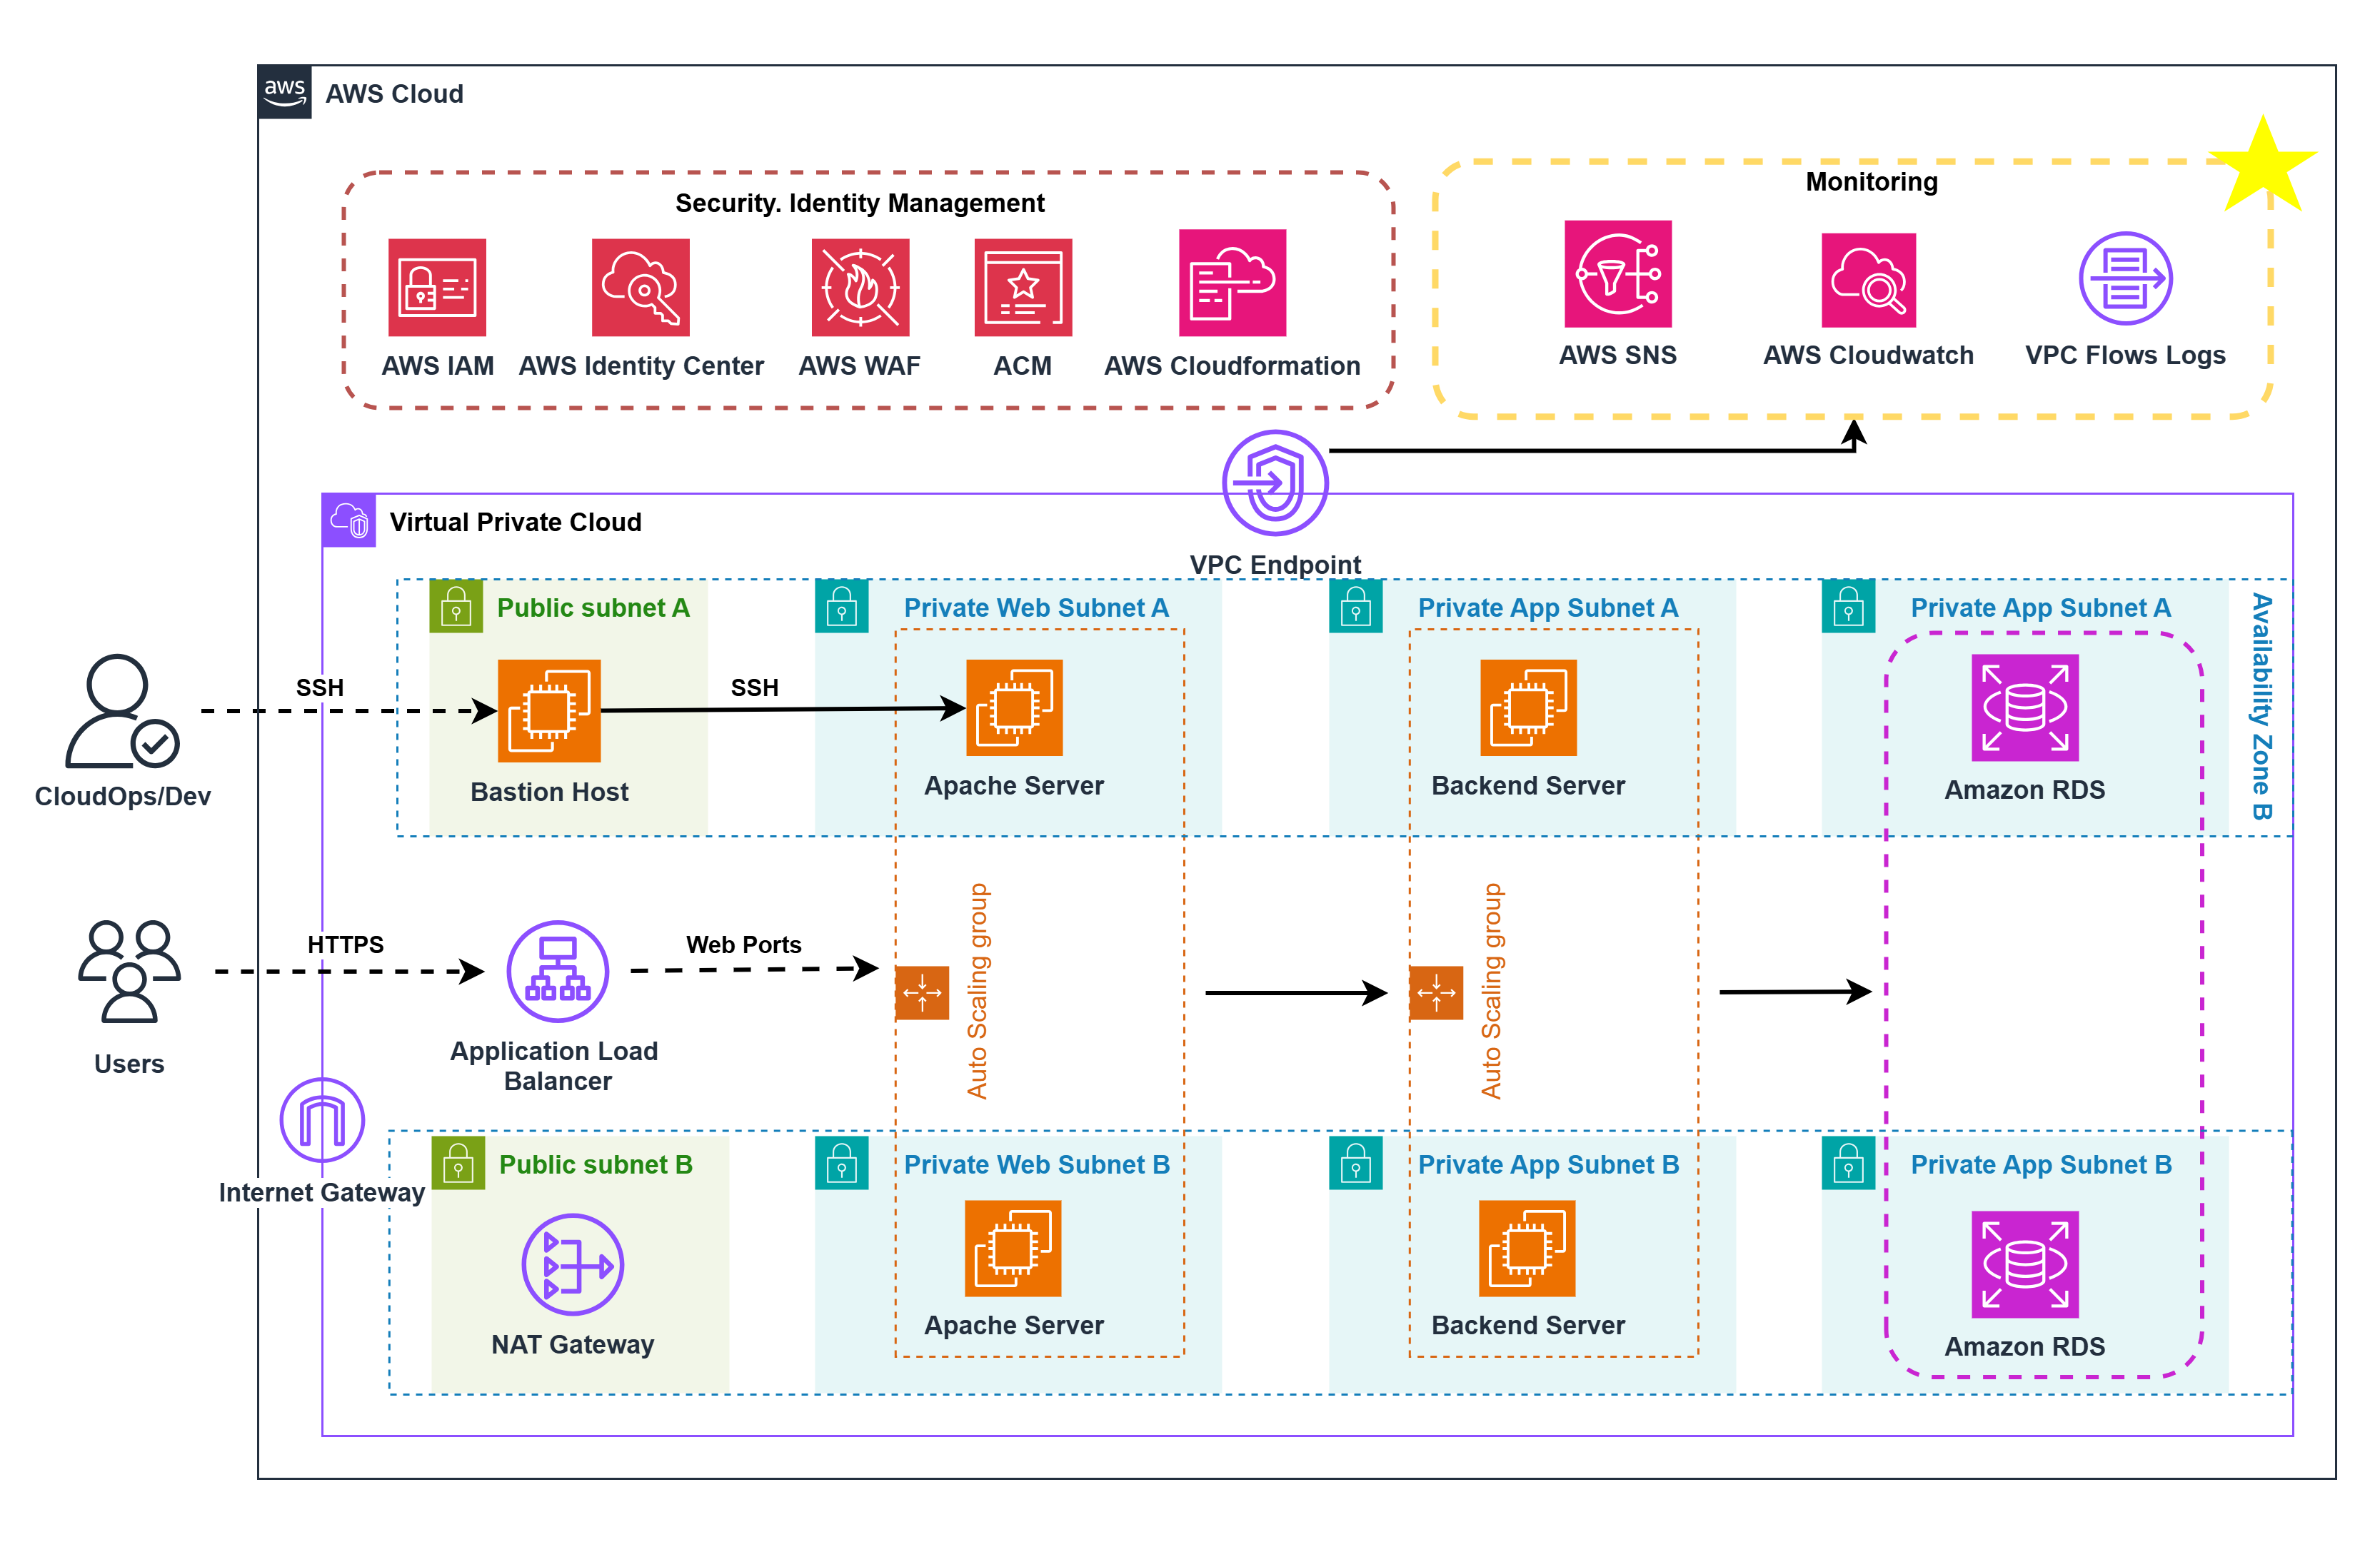 aws
AWS Cloud
Security. Identity Management
AWS IAM
AWS Identity Center
AWS WAF
ACM
AWS Cloudformation
Monitoring
AWS SNS
AWS Cloudwatch
VPC Flows Logs
Virtual Private Cloud
VPC Endpoint
Public subnet A
Private Web Subnet A
Private App Subnet A
Private App Subnet A
Availability Zone B
SSH
SSH
CloudOps/Dev
Bastion Host
Apache Server
Backend Server
Amazon RDS
HTTPS
Web Ports
Auto Scaling group
Auto Scaling group
Users
Application Load
Balancer
Internet Gateway
Public subnet B
Private Web Subnet B
Private App Subnet B
Private App Subnet B
NAT Gateway
Apache Server
Backend Server
Amazon RDS